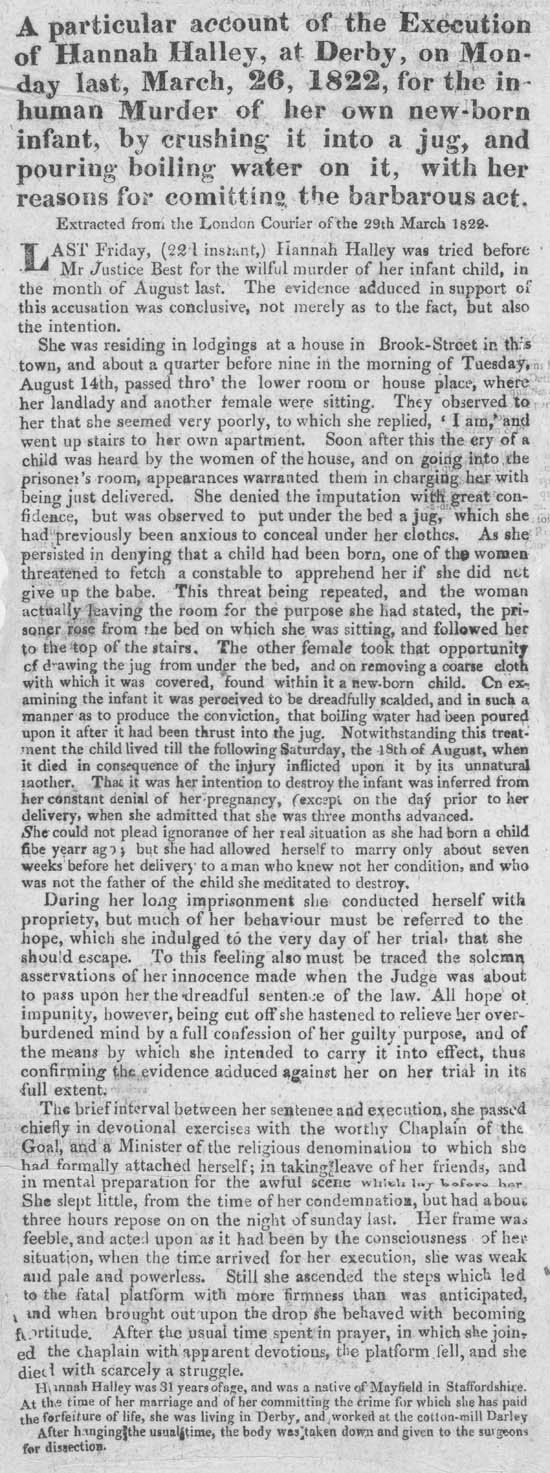 A particular account of the Execution
of Hannah Halley, at Derby, on Mon-
day last, March, 26, 1822, for the in-
human Murder of her own new-born
infant, by crushing it into a jug, and
pouring boiling water on it, with her
reasons for comitting the barbarous act.
Extracted from the London Courier of the 29th March 1822.
LAST Friday, (22d instant,) Hannah Halley was tried before
Mr Justice Best for the wilful murder of her infant child, in
the month of August last. The evidence adduced in support of
this accusation was conclusive, not merely as to the fact, but also
the intention.
She was residing in lodgings at a house in Brook-Street in this
town, and about a quarter before nine in the morning of Tuesday,
August 14th, passed thro' the lower room or house place, where
her landlady and another female were sitting. They observed to
her that she seemed very poorly, to which she replied, ' I am,' and
went up stairs to her own apartment. Soon after this the cry of a
child was heard by the women of the house, and on going into the
prisoner's room, appearances warranted them in charging her with
being just delivered. She denied the imputation with great con-
fidence, but was observed to put under the bed a jug, which she
had previously been anxious to conceal under her clothes. As she
persisted in denying that a child had been born, one of the women
threatened to fetch a constable to apprehend her if she did not
give up the babe. This threat being repeated, and the woman
actually leaving the room for the purpose she had stated, the pri-
soner rose from the bed on which she was sitting, and followed her
to the top of the stairs. The other female took that opportunity
of drawing the jug from under the bed, and on removing a coarse cloth
with which it was covered, found within it a new-born child. On ex-
amining the infant it was perceived to be dreadfully scalded, and in such a
manner as to produce the conviction, that boiling water had been poured
upon it after it had been thrust into the jug. Notwithstanding this treat-
ment the child lived till the following Saturday, the 18th of August, when
it died in consequence of the injury inflicted upon it by its unnatural
mother. That it was her intention to destroy the infant was inferred from
her constant denial of her pregnancy, (except on the day prior to her
delivery, when she admitted that she was three months advanced.
She could not plead ignorance of her real situation as she had born a child
fibe yearr ago; but she had allowed herself to marry only about seven
weeks before het delivery to a man who knew not her condition, and who
was not the father of the child she meditated to destroy.
During her long imprisonment she conducted herself with
propriety, but much of her behaviour must be referred to the
hope, which she indulged to the very day of her trial, that she
should escape. To this feeling also must be traced the solemn
asservations of her innocence made when the Judge was about
to pass upon her the dreadful sentence of the law. All hope of
impunity, however, being cut off she hastened to relieve her over-
burdened mind by a full confession of her guilty purpose, and of
the means by which she intended to carry it into effect, thus
confirming the evidence adduced against her on her trial in its
full extent.
The brief interval between her sentence and execution, she passed
chiefly in devotional exercises with the worthy Chaplain of the
Goal, and a Minister of the religious denomination to which she
had formally attached herself; in taking leave of her friends, and
in mental preparation for the awful scene which lay before her
She slept little, from the time of her condemnation, but had about
three hours repose on on the night of sunday last. Her frame was
feeble, and acted upon as it had been by the consciousness of her
situation, when the time arrived for her execution, she was weak
and pale and powerless. Still she ascended the steps which led
to the fatal platform with more firmness than was anticipated,
and when brought out upon the drop she behaved with becoming
fortitude. After the usual time spent in prayer, in which she join-
ed the chaplain with apparent devotions, the platform fell, and she
died with scarcely a struggle.
Hannah Halley was 31 years of age, and was a native of Mayfield in Staffordshire.
At the time of her marriage and of her committing the crime for which she has paid
the forfeiture of life, she was living in Derby, and worked at the cotton-mill Darley
After hanging the usual time, the body was taken down and given to the surgeons
for dissection.